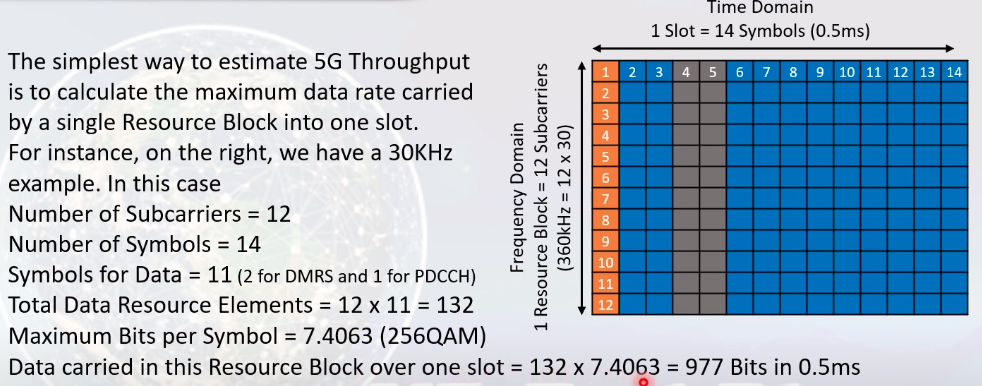 Time Domain
1 Slot = 14 Symbols (0.5ms)
The simplest way to estimate 5G Throughput
is to calculate the maximum data rate carried
by a single Resource Block into one slot.
For instance, on the right, we have a 30KHz
example. In this case
Number of Subcarriers = 12
Number of Symbols = 14
Symbols for Data = 11 (2 for DMRS and 1 for PDCCH)
Total Data Resource Elements = 12 x 11 = 132
Maximum Bits per Symbol = 7.4063 (256QAM)
Data carried in this Resource Block over one slot = 132 x 7.4063 = 977 Bits in 0.5ms
Frequency Domain
1 Resource Block = 12 Subcarriers
(360kHz = 12 x 30)
1 2 3 4 5 6 7 8 9 10 11 12 13 14
2
3
4
5
6
7
8
9
10
11
12